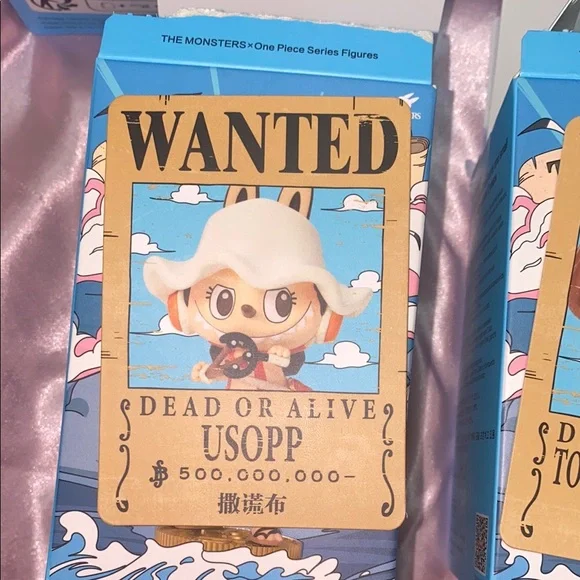 THE MONSTERS×One Piece Series Figures
WANTED
DEAD OR ALIVE
USOPP
500.000.000-
撒谎布
D
TO